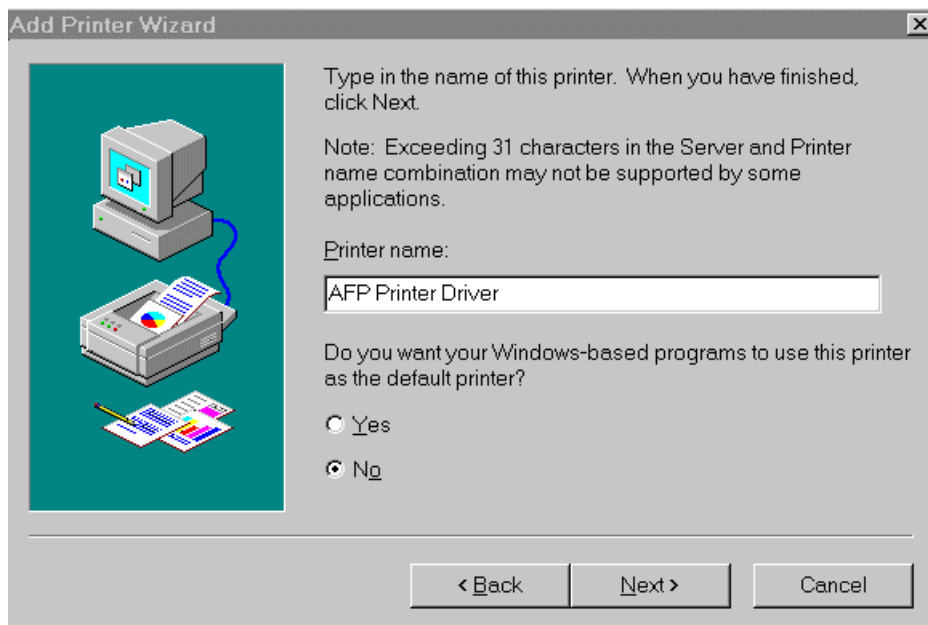 Add Printer Wizard
Type in the name of this printer.  When you have finished,
click Next.
Note:  Exceeding 31 characters in the Server and Printer
name combination may not be supported by some
applications.
Printer name:
AFP Printer Driver
Do you want your Windows-based programs to use this printer
as the default printer?
Yes
No
< Back
Next >
Cancel